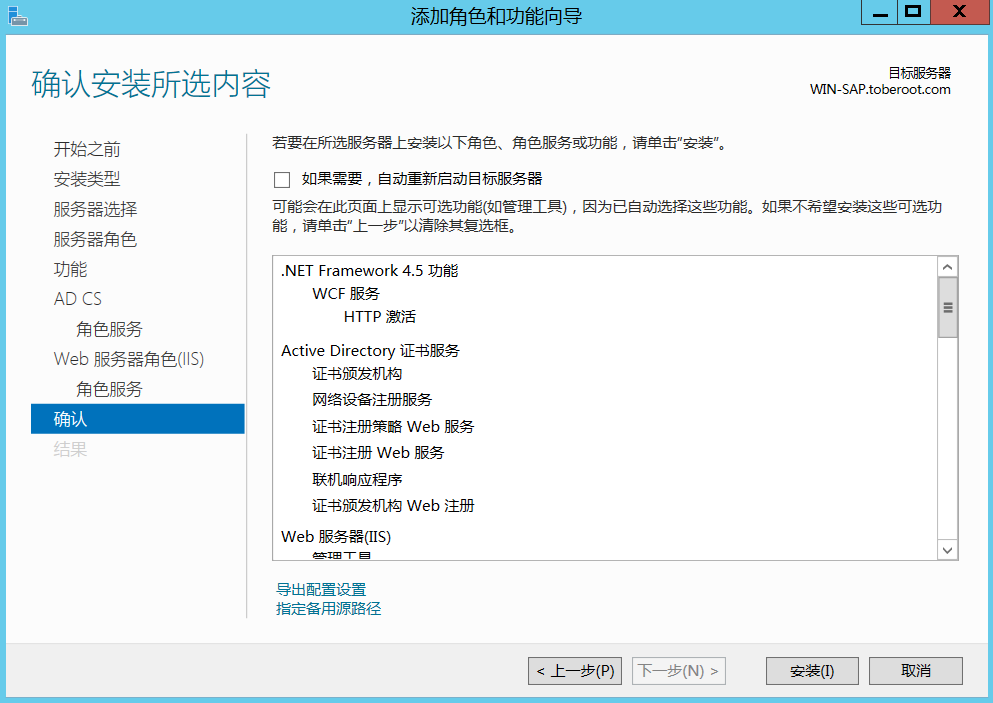 添加角色和功能向导
确认安装所选内容
目标服务器
WIN-SAP.toberoot.com
开始之前
安装类型
服务器选择
服务器角色
功能
AD CS
角色服务
Web 服务器角色(IIS)
角色服务
确认
结果
若要在所选服务器上安装以下角色、角色服务或功能，请单击“安装”。
如果需要，自动重新启动目标服务器
可能会在此页面上显示可选功能(如管理工具)，因为已自动选择这些功能。如果不希望安装这些可选功
能，请单击“上一步”以清除其复选框。
.NET Framework 4.5 功能
WCF 服务
HTTP 激活
Active Directory 证书服务
证书颁发机构
网络设备注册服务
证书注册策略 Web 服务
证书注册 Web 服务
联机响应程序
证书颁发机构 Web 注册
Web 服务器(IIS)
管理工具
导出配置设置
指定备用源路径
< 上一步(P)
下一步(N) >
安装(I)
取消